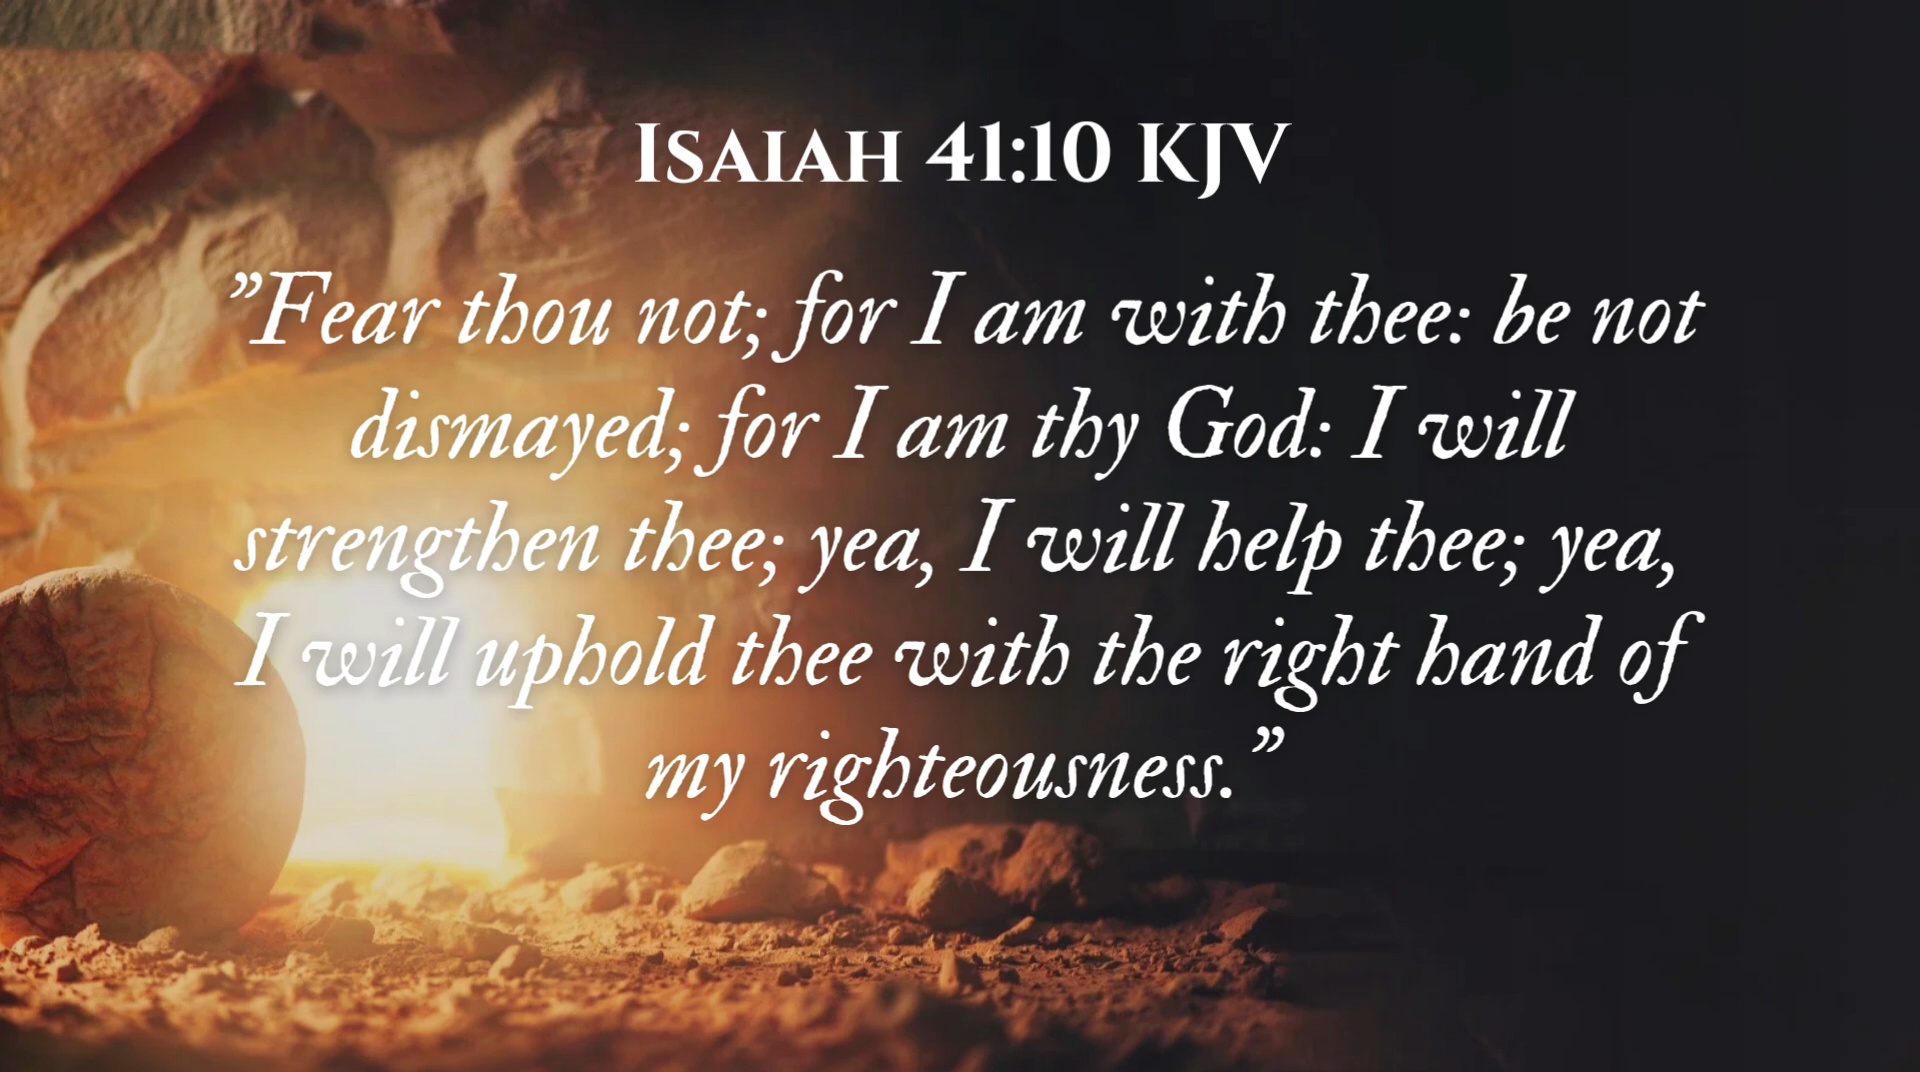 Isaiah 41:10 KJV
”Fear thou not; for I am with thee: be not
dismayed; for I am thy God: I will
strengthen thee; yea, I will help thee; yea,
I will uphold thee with the right hand of
my righteousness.”